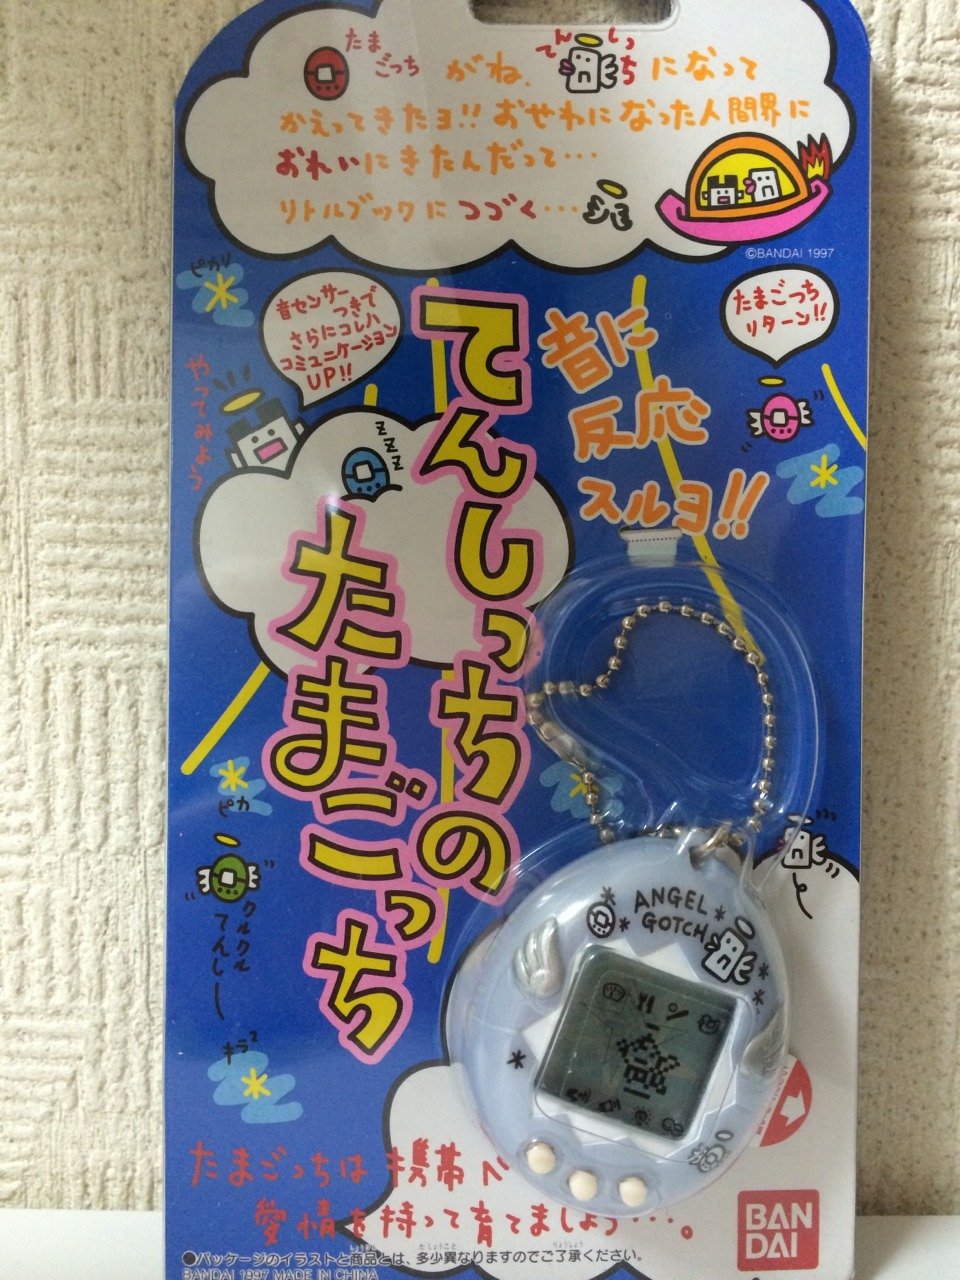 たま
ごっち
がね、
てんしっち
になって
かえってきたヨ!! おせわになった人間界に
おれいにきたんだって・・・
リトルブックにつづく・・・
©BANDAI 1997
ピカリ
音センサー
つきで
さらにコレハ
コミュニケーション
UP!!
たまごっち
リターン!!
やってみよう
音に
反応
スルヨ!!
zzz
てんしっちの
たまごっち
ピカ
クルクル
てんしー
キラ
ANGEL
GOTCH
たまごっちは携帯ペ
愛情を持って育てましょう・・・。
BAN
DAI
●パッケージのイラストと商品とは、多少異なりますのでご了承ください。
BANDAI 1997 MADE IN CHINA